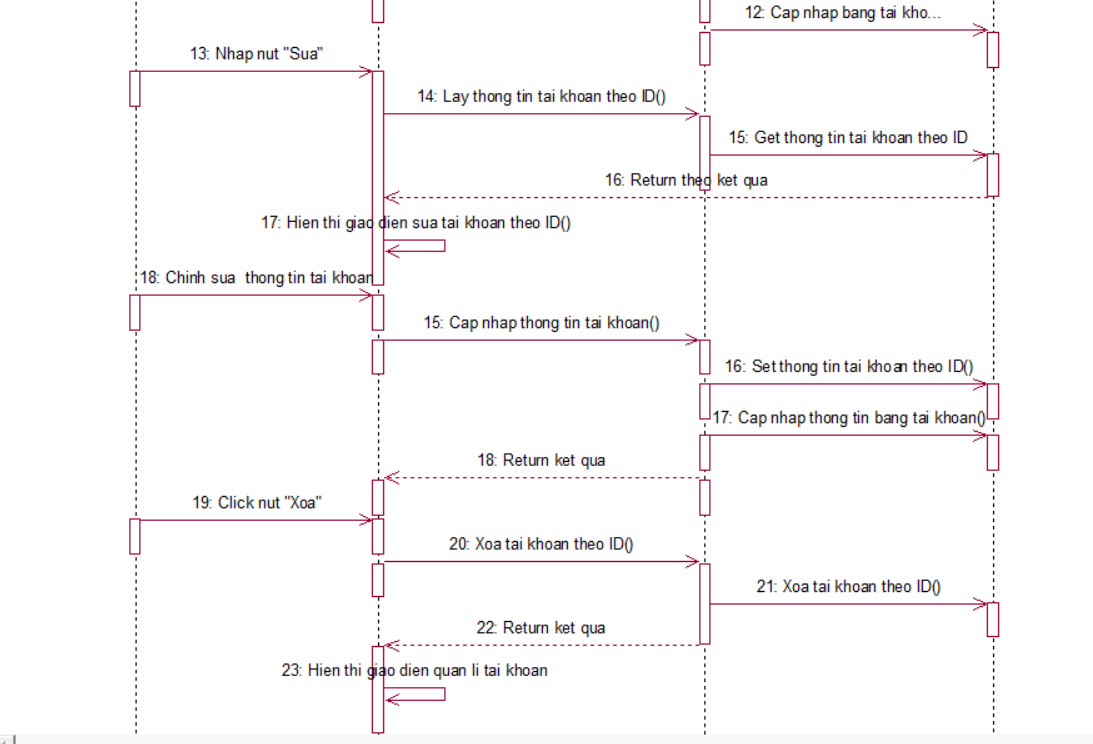 12: Cap nhap bang tai kho...
13: Nhap nut "Sua"
14: Lay thong tin tai khoan theo ID()
15: Get thong tin tai khoan theo ID
16: Return theo ket qua
17: Hien thi giao dien sua tai khoan theo ID()
18: Chinh sua  thong tin tai khoan
15: Cap nhap thong tin tai khoan()
16: Set thong tin tai khoan theo ID()
17: Cap nhap thong tin bang tai khoan()
18: Return ket qua
19: Click nut "Xoa"
20: Xoa tai khoan theo ID()
21: Xoa tai khoan theo ID()
22: Return ket qua
23: Hien thi giao dien quan li tai khoan